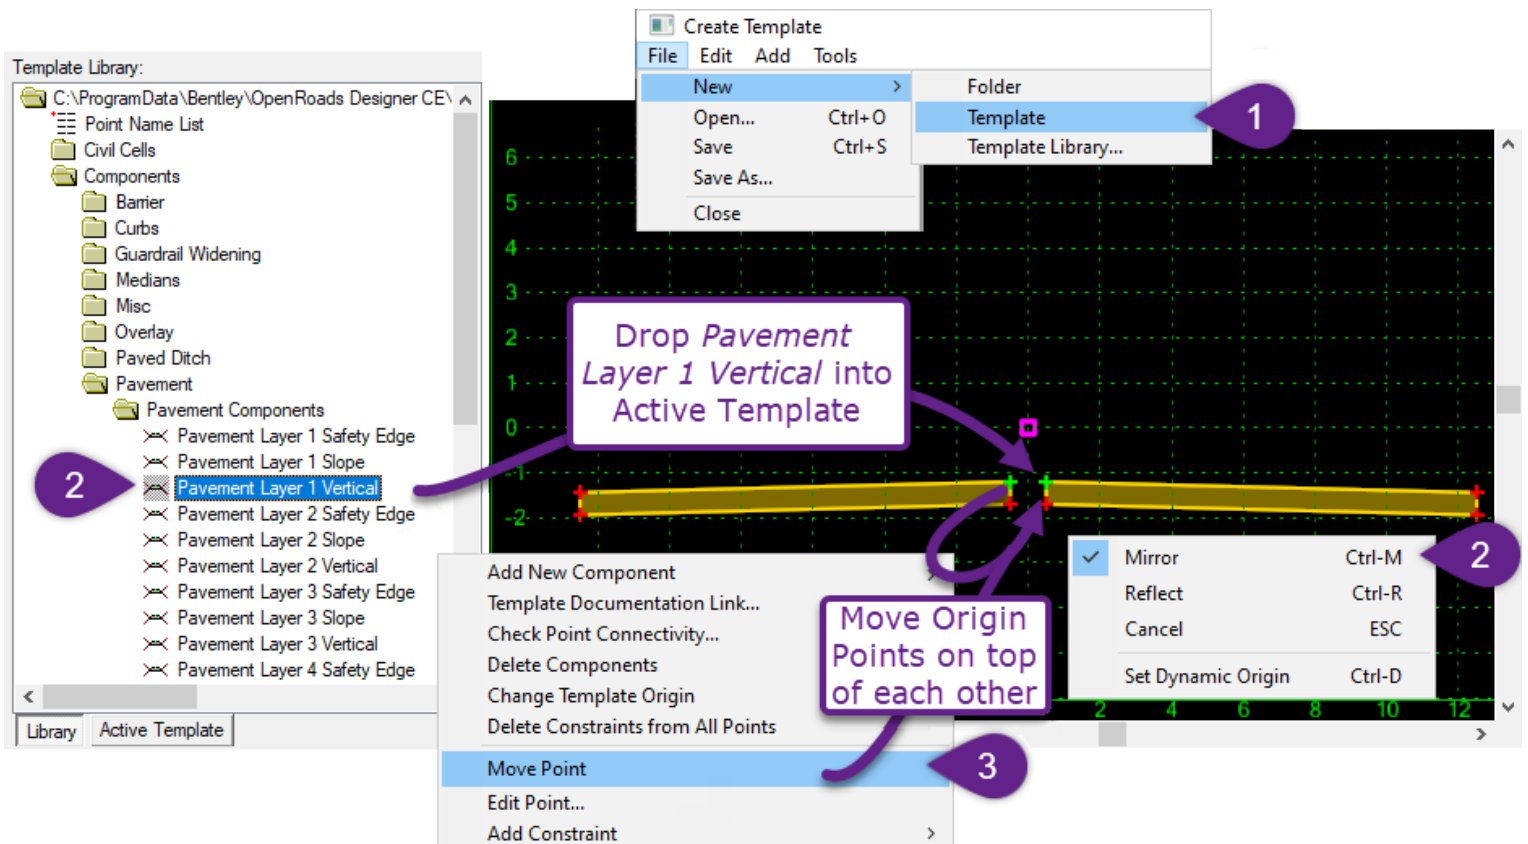 Create Template
File Edit Add Tools
New >
Open... Ctrl+O
Save Ctrl+S
Save As...
Close
Folder
Template
Template Library...
1
Template Library:
C:\ProgramData\Bentley\OpenRoads Designer CE\
Point Name List
Civil Cells
Components
Barrier
Curbs
Guardrail Widening
Medians
Misc
Overlay
Paved Ditch
Pavement
Pavement Components
Pavement Layer 1 Safety Edge
Pavement Layer 1 Slope
Pavement Layer 1 Vertical
Pavement Layer 2 Safety Edge
Pavement Layer 2 Slope
Pavement Layer 2 Vertical
Pavement Layer 3 Safety Edge
Pavement Layer 3 Slope
Pavement Layer 3 Vertical
Pavement Layer 4 Safety Edge
2
Library Active Template
6
5
4
3
2
1
0
-1
-2
Drop Pavement
Layer 1 Vertical into
Active Template
Add New Component >
Template Documentation Link...
Check Point Connectivity...
Delete Components
Change Template Origin
Delete Constraints from All Points
Move Point
Edit Point...
Add Constraint >
3
Move Origin
Points on top
of each other
Mirror Ctrl-M
Reflect Ctrl-R
Cancel ESC
Set Dynamic Origin Ctrl-D
2
2 4 6 8 10 12